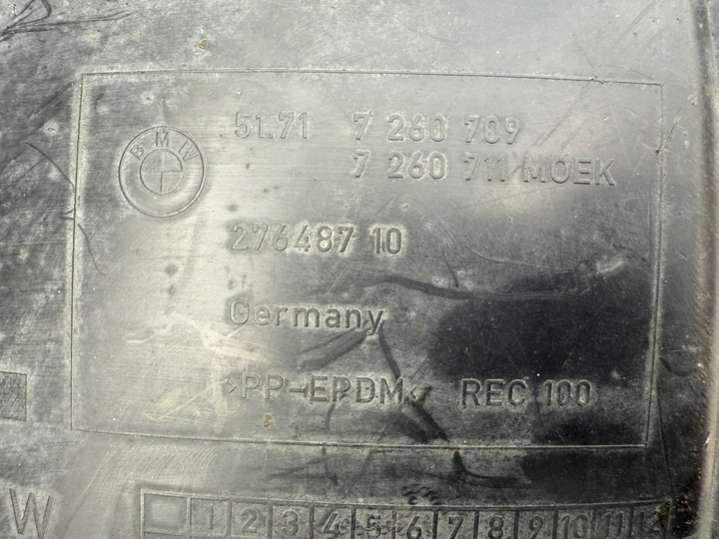 BMW
51.71 7 260 709
7 260 711 MOEK
276487 10
Germany
>PP-EPDM< REC 100
W
1 2 3 4 5 6 7 8 9 10 11